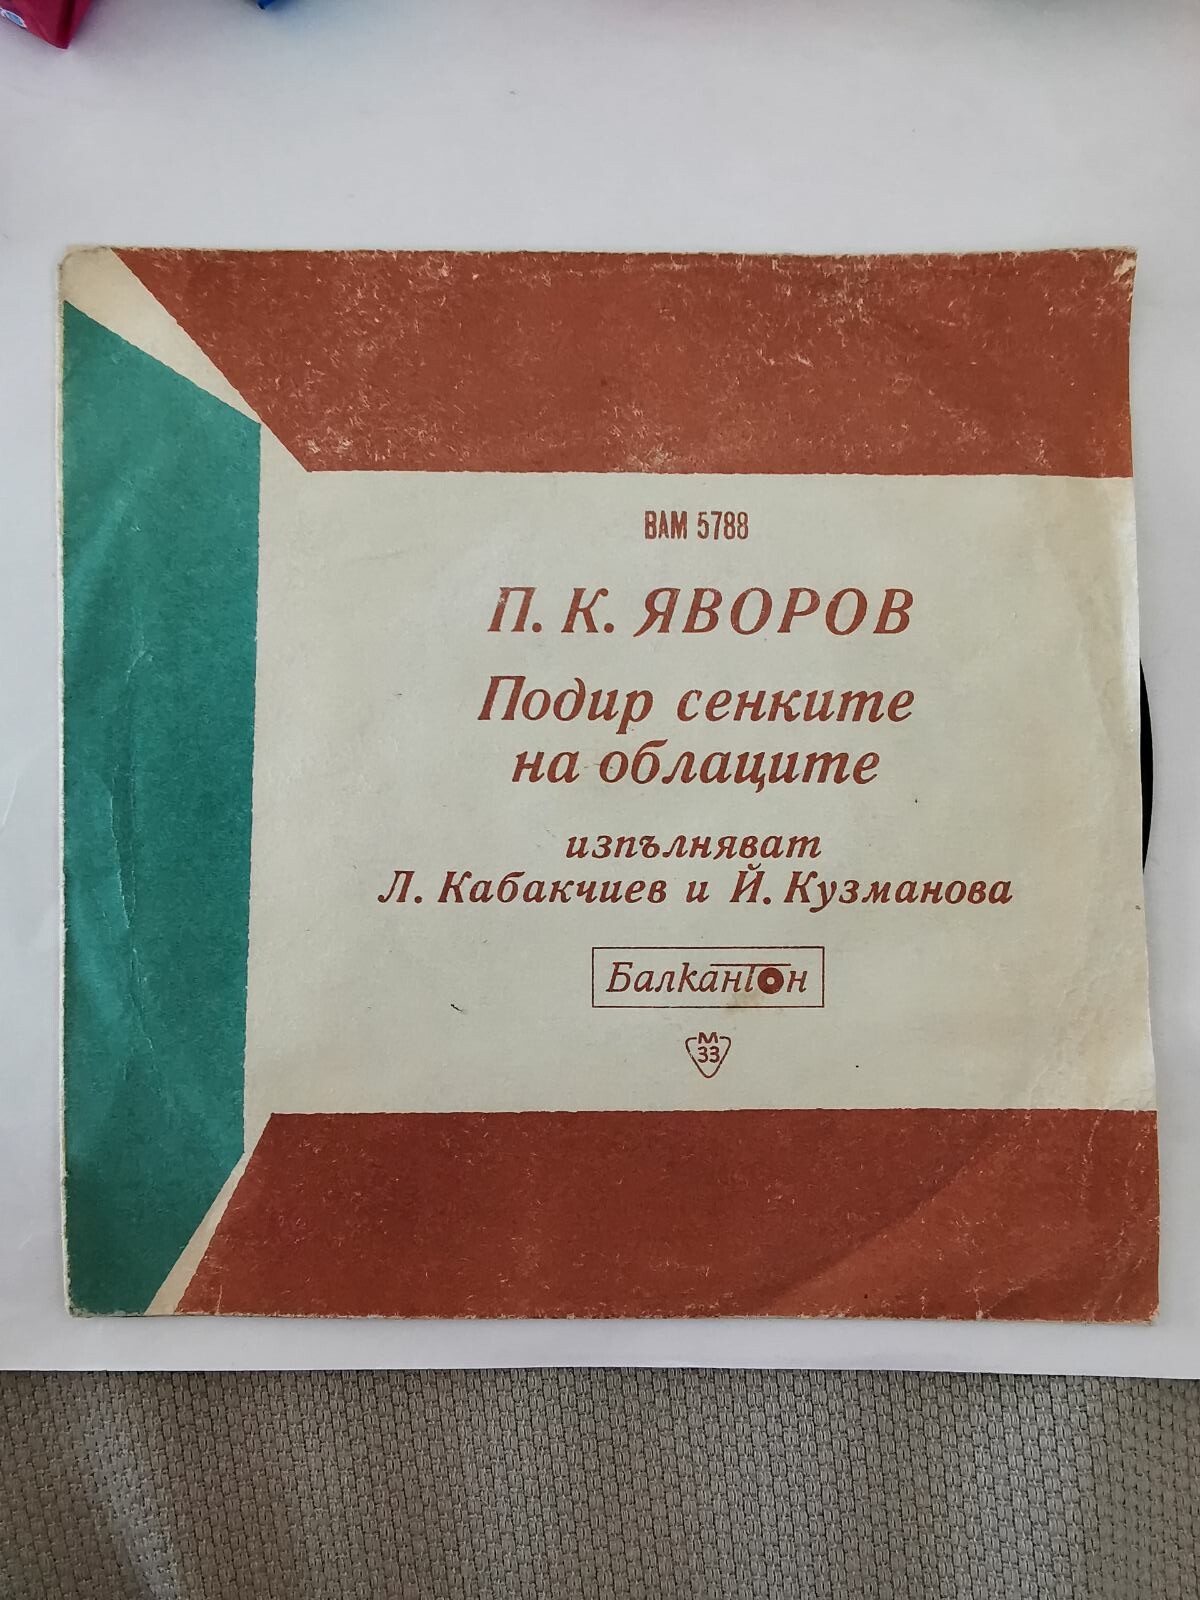 ВАМ 5788
П. К. ЯВОРОВ
Подир сенките
на облаците
изпълняват
Л. Кабакчиев и Й. Кузманова
Балкантон
М
33